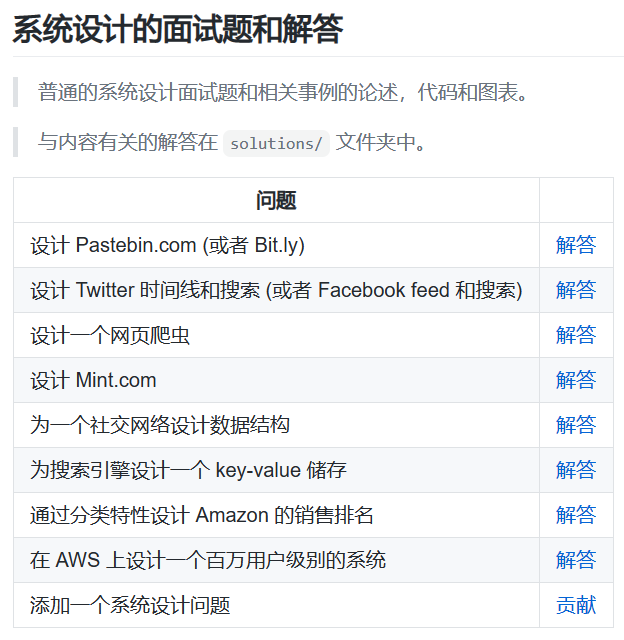 系统设计的面试题和解答
普通的系统设计面试题和相关事例的论述，代码和图表。
与内容有关的解答在 solutions/ 文件夹中。
问题
设计 Pastebin.com (或者 Bit.ly) 解答
设计 Twitter 时间线和搜索 (或者 Facebook feed 和搜索) 解答
设计一个网页爬虫 解答
设计 Mint.com 解答
为一个社交网络设计数据结构 解答
为搜索引擎设计一个 key-value 储存 解答
通过分类特性设计 Amazon 的销售排名 解答
在 AWS 上设计一个百万用户级别的系统 解答
添加一个系统设计问题 贡献